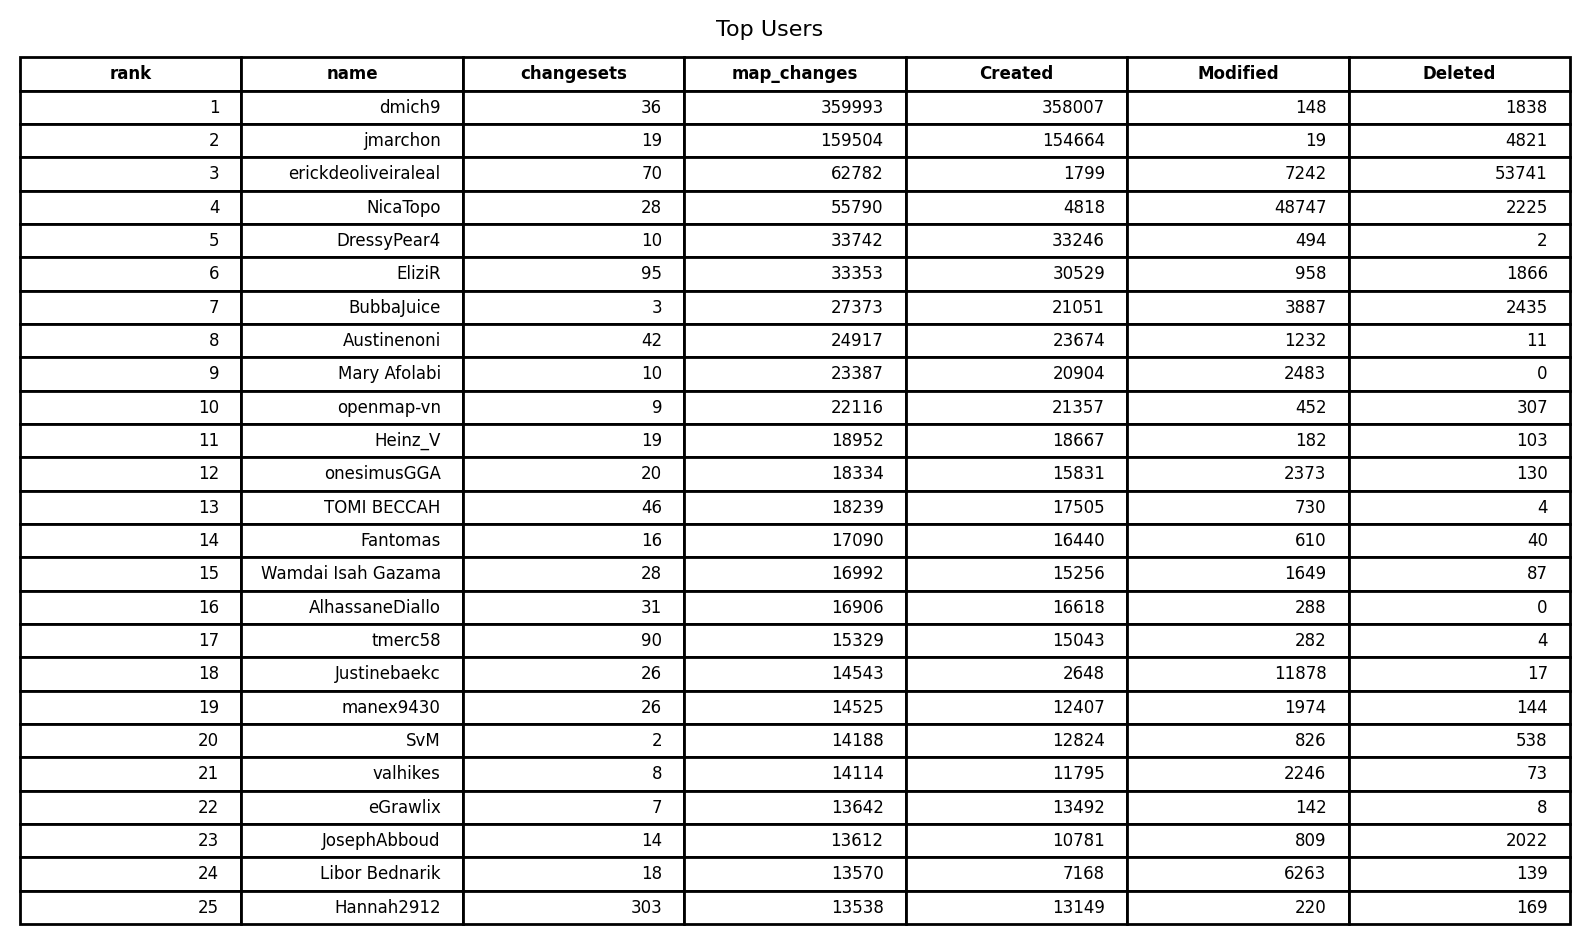 Top Users
rank name changesets map_changes Created Modified Deleted
1 dmich9 36 359993 358007 148 1838
2 jmarchon 19 159504 154664 19 4821
3 erickdeoliveiraleal 70 62782 1799 7242 53741
4 NicaTopo 28 55790 4818 48747 2225
5 DressyPear4 10 33742 33246 494 2
6 EliziR 95 33353 30529 958 1866
7 BubbaJuice 3 27373 21051 3887 2435
8 Austinenoni 42 24917 23674 1232 11
9 Mary Afolabi 10 23387 20904 2483 0
10 openmap-vn 9 22116 21357 452 307
11 Heinz_V 19 18952 18667 182 103
12 onesimusGGA 20 18334 15831 2373 130
13 TOMI BECCAH 46 18239 17505 730 4
14 Fantomas 16 17090 16440 610 40
15 Wamdai Isah Gazama 28 16992 15256 1649 87
16 AlhassaneDiallo 31 16906 16618 288 0
17 tmerc58 90 15329 15043 282 4
18 Justinebaekc 26 14543 2648 11878 17
19 manex9430 26 14525 12407 1974 144
20 SvM 2 14188 12824 826 538
21 valhikes 8 14114 11795 2246 73
22 eGrawlix 7 13642 13492 142 8
23 JosephAbboud 14 13612 10781 809 2022
24 Libor Bednarik 18 13570 7168 6263 139
25 Hannah2912 303 13538 13149 220 169